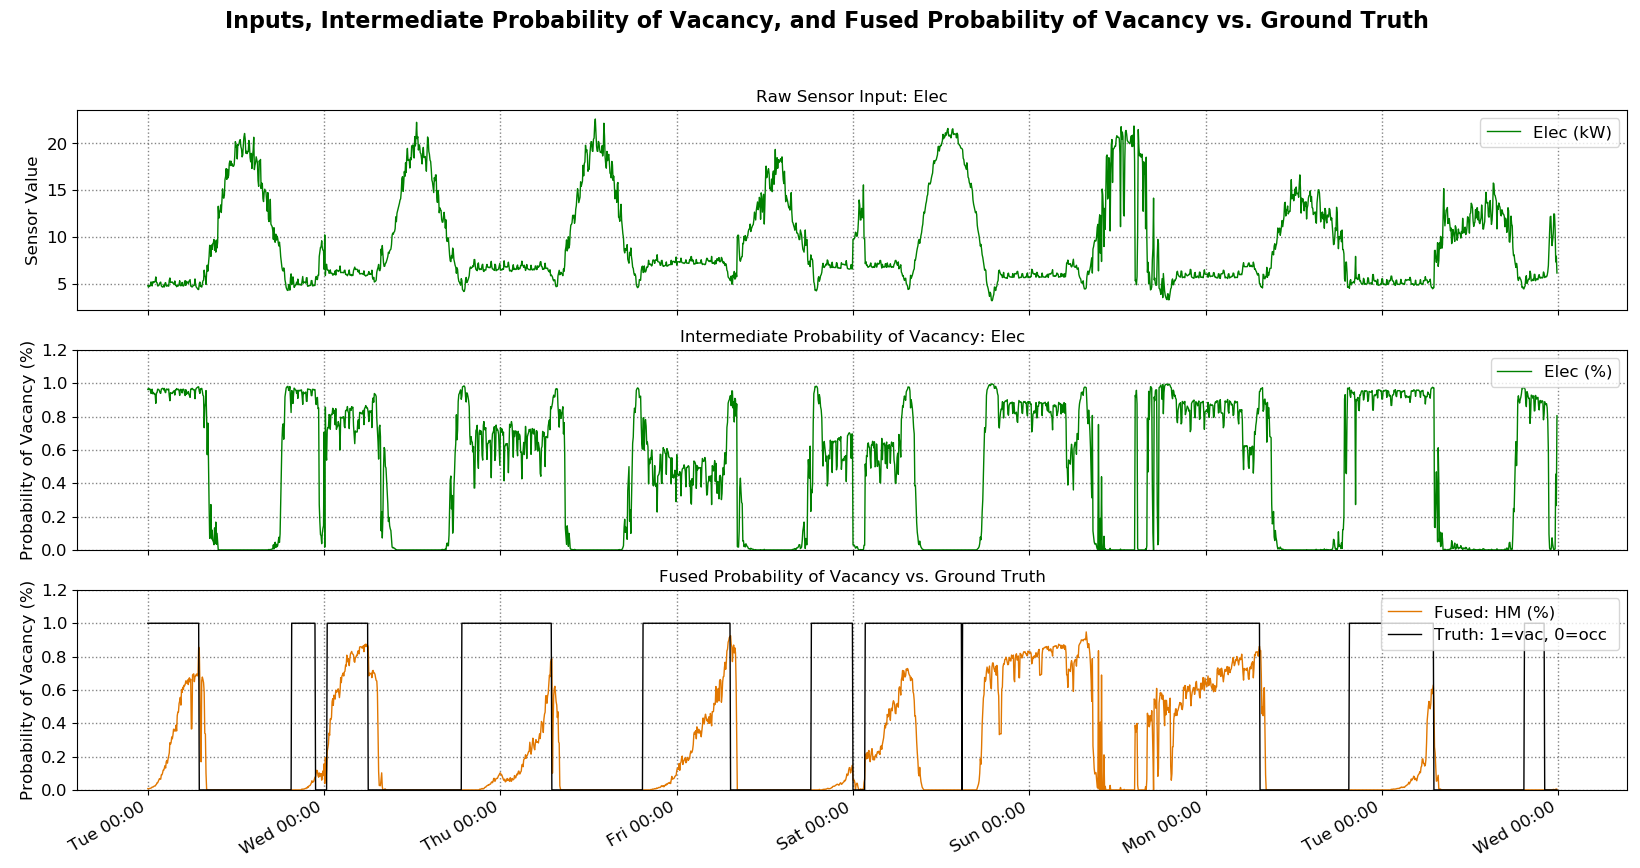 Inputs, Intermediate Probability of Vacancy, and Fused Probability of Vacancy vs. Ground Truth
Raw Sensor Input: Elec
Sensor Value
20
15
10
5
Elec (kW)
Intermediate Probability of Vacancy: Elec
Probability of Vacancy (%)
1.2
1.0
0.8
0.6
0.4
0.2
0.0
Elec (%)
Fused Probability of Vacancy vs. Ground Truth
Probability of Vacancy (%)
1.2
1.0
0.8
0.6
0.4
0.2
0.0
Fused: HM (%)
Truth: 1=vac, 0=occ
Tue 00:00
Wed 00:00
Thu 00:00
Fri 00:00
Sat 00:00
Sun 00:00
Mon 00:00
Tue 00:00
Wed 00:00